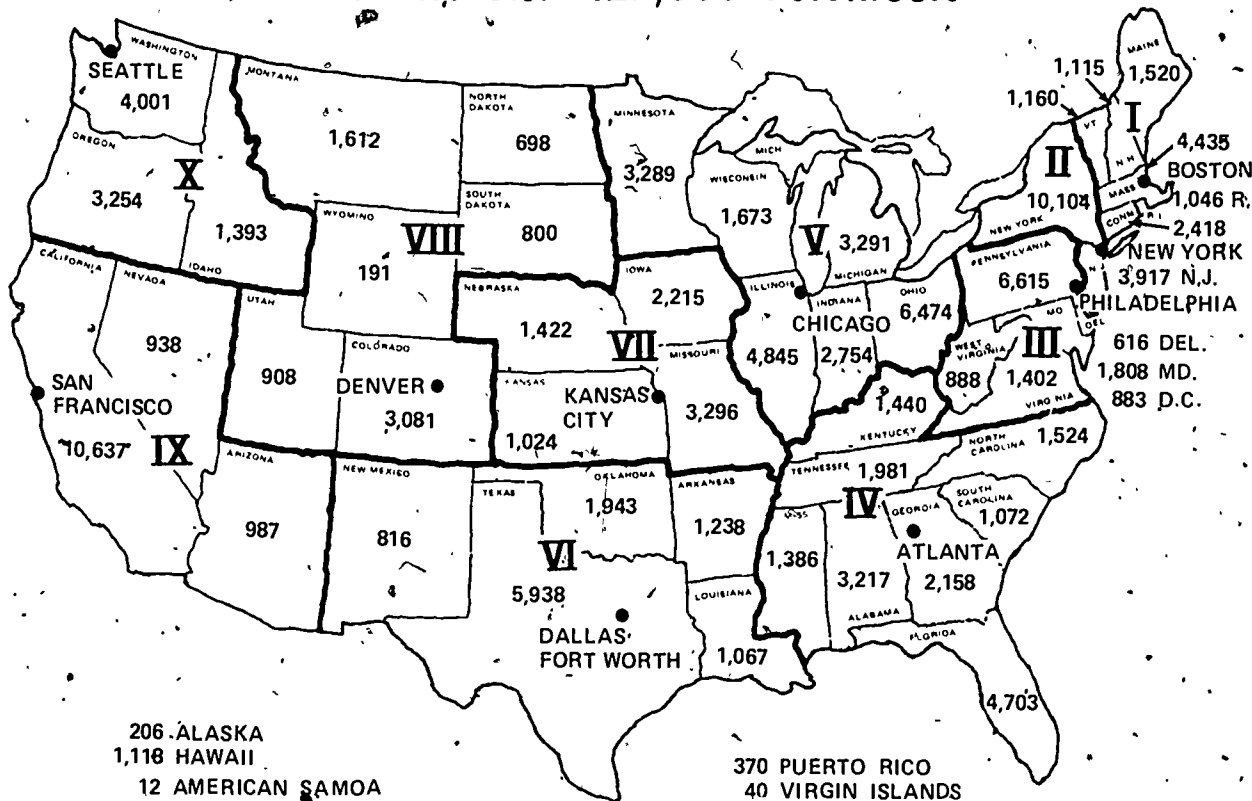 WASHINGTON
SEATTLE
4,001
OREGON
3,254
X
1,393
IDAHO
MONTANA
1,612
NORTH
DAKOTA
698
SOUTH
DAKOTA
800
WYOMING
191
VIII
UTAH
908
COLORADO
DENVER
3,081
CALIFORNIA
NEVADA
938
SAN
FRANCISCO
10,637
IX
ARIZONA
987
NEW MEXICO
816
MINNESOTA
3,289
WISCONSIN
1,673
MICH
V
3,291
MICHIGAN
ILLINOIS
CHICAGO
4,845
INDIANA
2,754
OHIO
6,474
NEBRASKA
1,422
IOWA
2,215
VII
KANSAS
1,024
KANSAS
CITY
MISSOURI
3,296
TEXAS
5,938
OKLAHOMA
1,943
VI
DALLAS
FORT WORTH
ARKANSAS
1,238
LOUISIANA
1,067
1,440
KENTUCKY
TENNESSEE
1,981
NORTH
CAROLINA
1,524
SOUTH
CAROLINA
1,072
IV
MISS
1,386
3,217
ALABAMA
GEORGIA
ATLANTA
2,158
FLORIDA
4,703
MAINE
1,520
1,115
1,160
I
VT
N H
4,435
MASS
BOSTON
1,046 R.
CONN
R I
2,418
II
10,104
NEW YORK
NEW YORK
3,917 N.J.
N
PENNSYLVANIA
6,615
PHILADELPHIA
MD
DEL
III
WEST
VIRGINIA
888
1,402
VIRGINIA
616 DEL.
1,808 MD.
883 D.C.
206 ALASKA
1,118 HAWAII
12 AMERICAN SAMOA
370 PUERTO RICO
40 VIRGIN ISLANDS